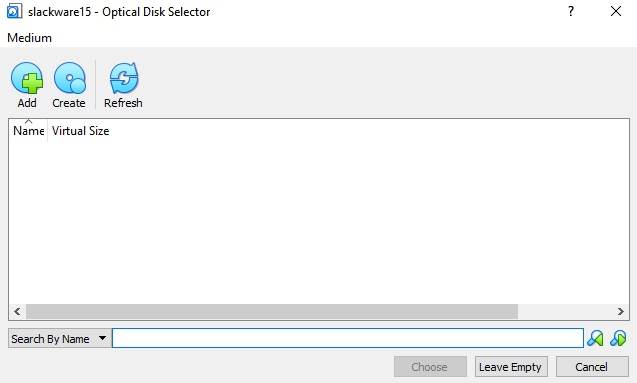 slackware15 - Optical Disk Selector
Medium
Add Create Refresh
Name Virtual Size
Search By Name
Choose Leave Empty Cancel